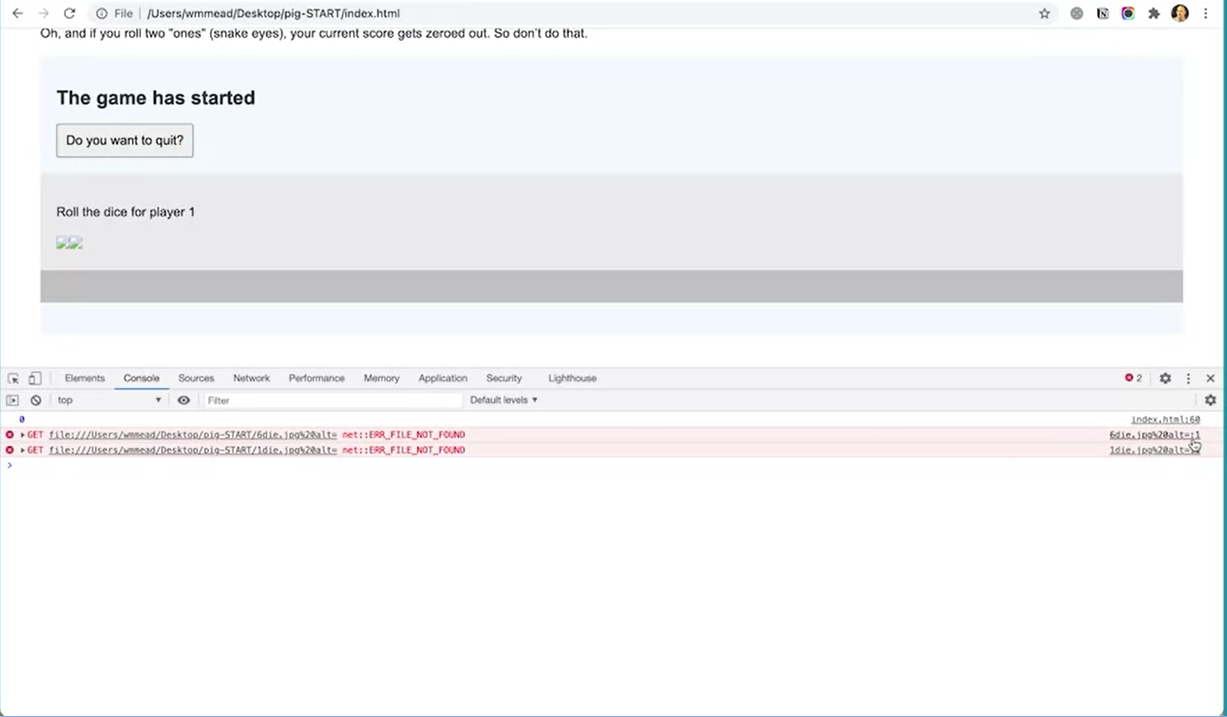 File | /Users/wmmead/Desktop/pig-START/index.html
Oh, and if you roll two "ones" (snake eyes), your current score gets zeroed out. So don't do that.
The game has started
Do you want to quit?
Roll the dice for player 1
Elements Console Sources Network Performance Memory Application Security Lighthouse 2
top Filter Default levels
0 index.html:60
GET file:///Users/wmmead/Desktop/pig-START/6die.jpg%20alt= net::ERR_FILE_NOT_FOUND 6die.jpg%20alt=:1
GET file:///Users/wmmead/Desktop/pig-START/1die.jpg%20alt= net::ERR_FILE_NOT_FOUND 1die.jpg%20alt=